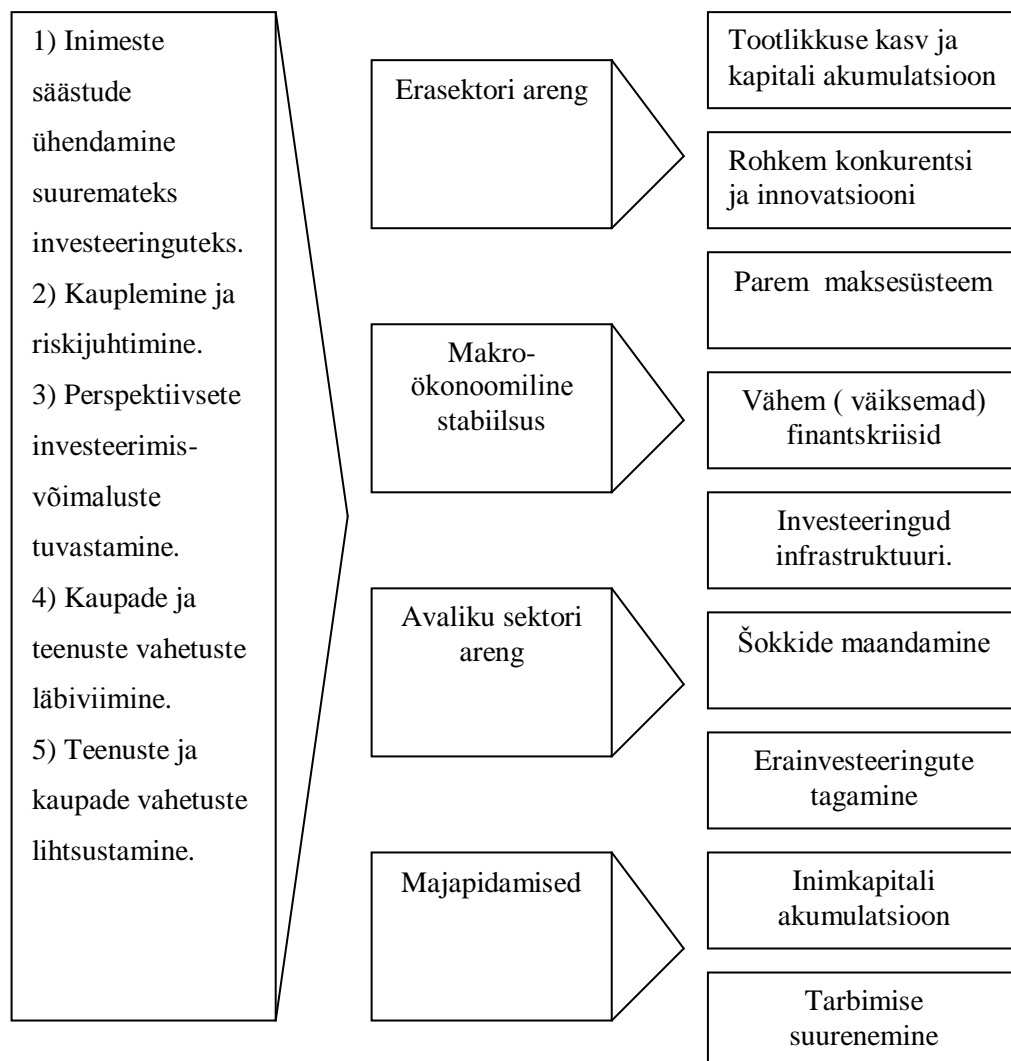 1) Inimeste
säästude
ühendamine
suuremateks
investeeringuteks.
2) Kauplemine ja
riskijuhtimine.
3) Perspektiivsete
investeerimis-
võimaluste
tuvastamine.
4) Kaupade ja
teenuste vahetuste
läbiviimine.
5) Teenuste ja
kaupade vahetuste
lihtsustamine.
Erasektori areng
Makro-
ökonoomiline
stabiilsus
Avaliku sektori
areng
Majapidamised
Tootlikkuse kasv ja
kapitali akumulatsioon
Rohkem konkurentsi
ja innovatsiooni
Parem maksesüsteem
Vähem ( väiksemad)
finantskriisid
Investeeringud
infrastruktuuri.
Šokkide maandamine
Erainvesteeringute
tagamine
Inimkapitali
akumulatsioon
Tarbimise
suurenemine